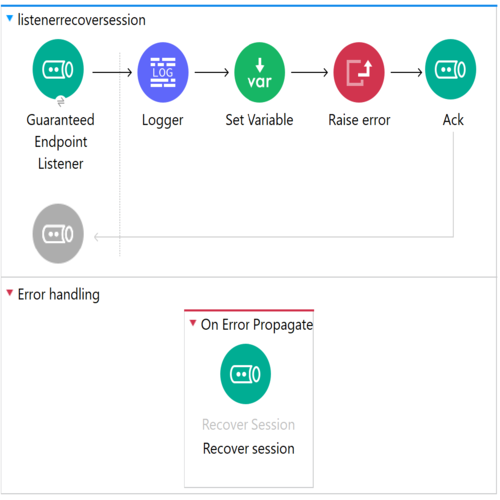 listenerrecoversession
LOG
var
Guaranteed
Endpoint
Listener
Logger
Set Variable
Raise error
Ack
Error handling
On Error Propagate
Recover Session
Recover session